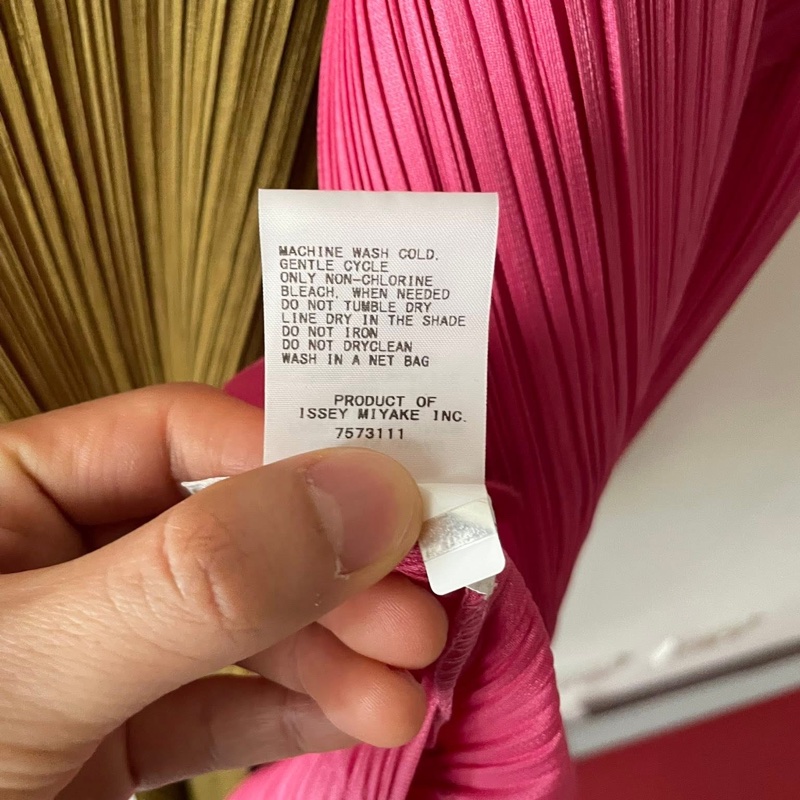 MACHINE WASH COLD,
GENTLE CYCLE
ONLY NON-CHLORINE
BLEACH, WHEN NEEDED
DO NOT TUMBLE DRY
LINE DRY IN THE SHADE
DO NOT IRON
DO NOT DRYCLEAN
WASH IN A NET BAG
PRODUCT OF
ISSEY MIYAKE INC.
7573111